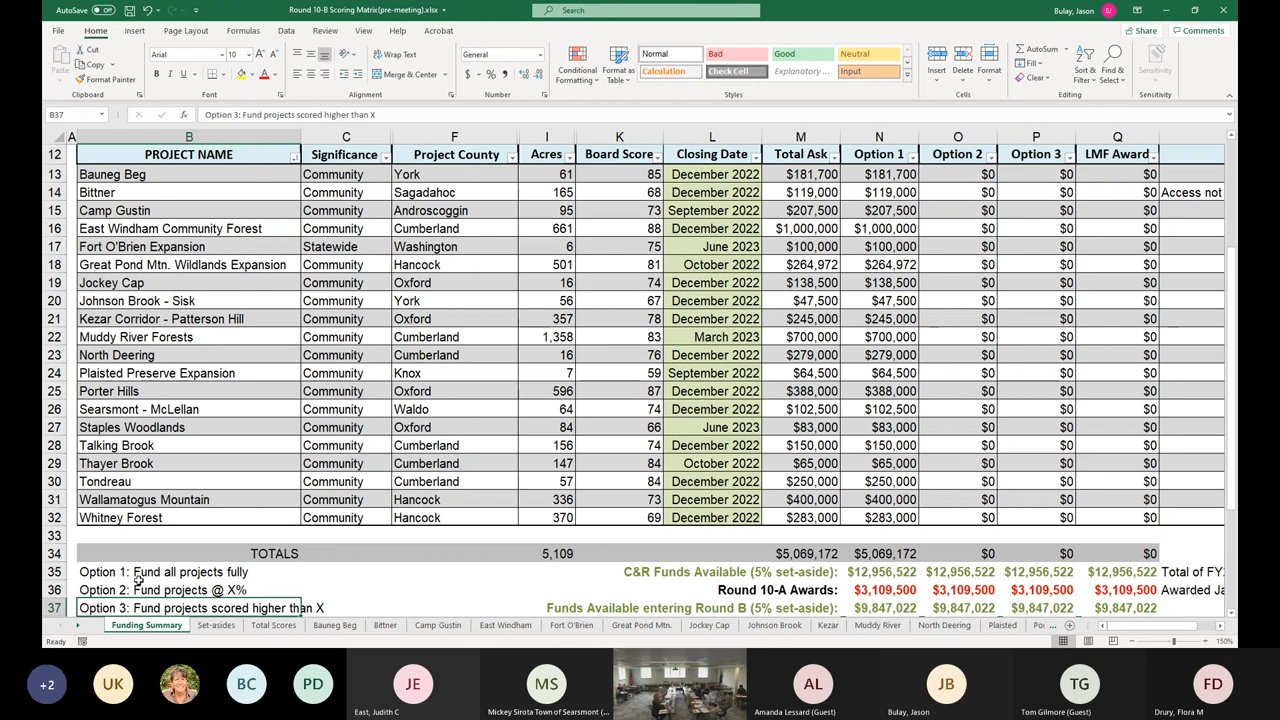 AutoSave Off Round 10-B Scoring Matrix(pre-meeting).xlsx Search Bulay, Jason BJ
File Home Insert Page Layout Formulas Data Review View Help Acrobat Share Comments
Cut Copy Format Painter Paste Clipboard
Arial 10 Font
Wrap Text Merge & Center Alignment
General Number
Conditional Formatting Format as Table
Normal Bad Good Neutral
Calculation Check Cell Explanatory ... Input
Styles
Insert Delete Format Cells
AutoSum Fill Clear Sort & Filter Find & Select Editing
Sensitivity Sensitivity
B37 Option 3: Fund projects scored higher than X
A B C F I K L M N O P Q
12 PROJECT NAME Significance Project County Acres Board Score Closing Date Total Ask Option 1 Option 2 Option 3 LMF Award
13 Bauneg Beg Community York 61 85 December 2022 $181,700 $181,700 $0 $0 $0
14 Bittner Community Sagadahoc 165 68 December 2022 $119,000 $119,000 $0 $0 $0 Access not
15 Camp Gustin Community Androscoggin 95 73 September 2022 $207,500 $207,500 $0 $0 $0
16 East Windham Community Forest Community Cumberland 661 88 December 2022 $1,000,000 $1,000,000 $0 $0 $0
17 Fort O'Brien Expansion Statewide Washington 6 75 June 2023 $100,000 $100,000 $0 $0 $0
18 Great Pond Mtn. Wildlands Expansion Community Hancock 501 81 October 2022 $264,972 $264,972 $0 $0 $0
19 Jockey Cap Community Oxford 16 74 December 2022 $138,500 $138,500 $0 $0 $0
20 Johnson Brook - Sisk Community York 56 67 December 2022 $47,500 $47,500 $0 $0 $0
21 Kezar Corridor - Patterson Hill Community Oxford 357 78 December 2022 $245,000 $245,000 $0 $0 $0
22 Muddy River Forests Community Cumberland 1,358 83 March 2023 $700,000 $700,000 $0 $0 $0
23 North Deering Community Cumberland 16 76 December 2022 $279,000 $279,000 $0 $0 $0
24 Plaisted Preserve Expansion Community Knox 7 59 September 2022 $64,500 $64,500 $0 $0 $0
25 Porter Hills Community Oxford 596 87 December 2022 $388,000 $388,000 $0 $0 $0
26 Searsmont - McLellan Community Waldo 64 74 December 2022 $102,500 $102,500 $0 $0 $0
27 Staples Woodlands Community Oxford 84 66 June 2023 $83,000 $83,000 $0 $0 $0
28 Talking Brook Community Cumberland 156 74 December 2022 $150,000 $150,000 $0 $0 $0
29 Thayer Brook Community Cumberland 147 84 October 2022 $65,000 $65,000 $0 $0 $0
30 Tondreau Community Cumberland 57 84 December 2022 $250,000 $250,000 $0 $0 $0
31 Wallamatogus Mountain Community Hancock 336 73 December 2022 $400,000 $400,000 $0 $0 $0
32 Whitney Forest Community Hancock 370 69 December 2022 $283,000 $283,000 $0 $0 $0
33
34 TOTALS 5,109 $5,069,172 $5,069,172 $0 $0 $0
35 Option 1: Fund all projects fully C&R Funds Available (5% set-aside): $12,956,522 $12,956,522 $12,956,522 $12,956,522 Total of FY
36 Option 2: Fund projects @ X% Round 10-A Awards: $3,109,500 $3,109,500 $3,109,500 $3,109,500 Awarded Ja
37 Option 3: Fund projects scored higher than X Funds Available entering Round B (5% set-aside): $9,847,022 $9,847,022 $9,847,022 $9,847,022
Funding Summary Set-asides Total Scores Bauneg Beg Bittner Camp Gustin East Windham Fort O'Brien Great Pond Mtn. Jockey Cap Johnson Brook Kezar Muddy River North Deering Plaisted Po ...
Ready 150%
+2 UK BC PD JE MS AL JB TG FD
East, Judith C Mickey Sirota Town of Searsmont (... Amanda Lessard (Guest) Bulay, Jason Tom Gilmore (Guest) Drury, Flora M